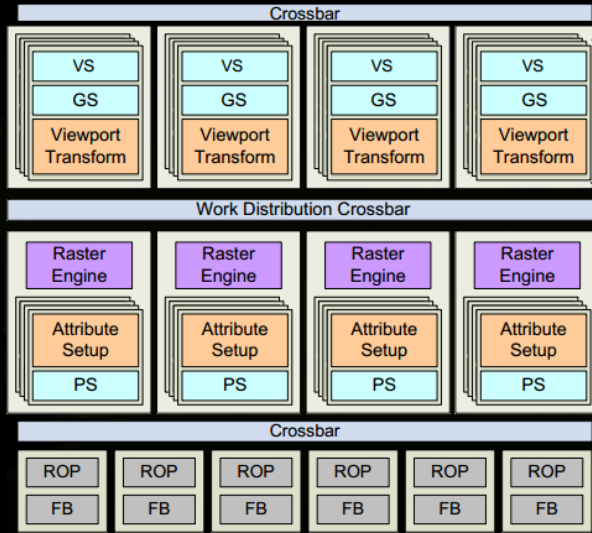 Crossbar
VS VS VS VS
GS GS GS GS
Viewport Viewport Viewport Viewport
Transform Transform Transform Transform
Work Distribution Crossbar
Raster Raster Raster Raster
Engine Engine Engine Engine
Attribute Attribute Attribute Attribute
Setup Setup Setup Setup
PS PS PS PS
Crossbar
ROP ROP ROP ROP ROP ROP
FB FB FB FB FB FB